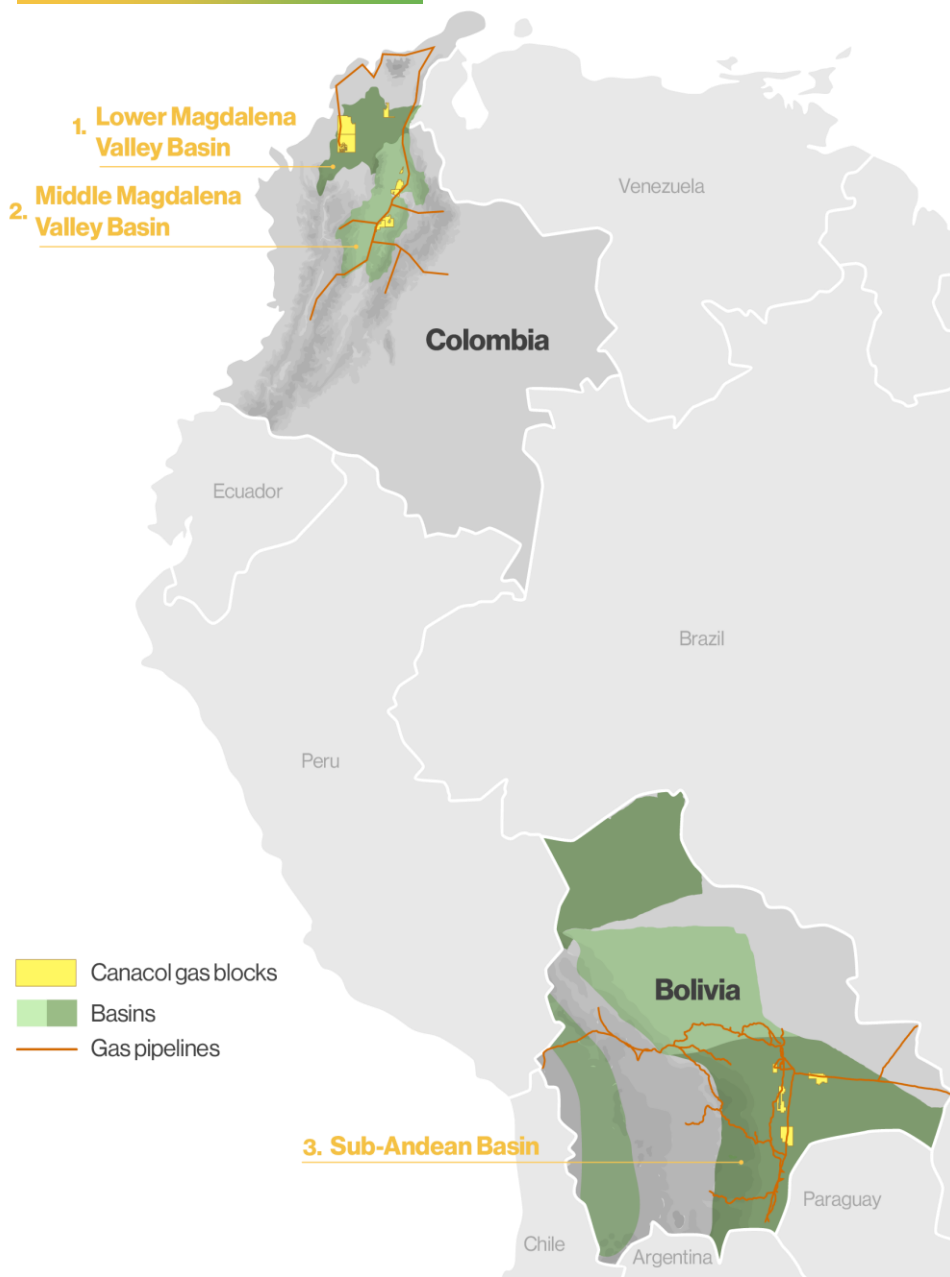 1. Lower Magdalena
Valley Basin
2. Middle Magdalena
Valley Basin
Venezuela
Colombia
Ecuador
Brazil
Peru
Canacol gas blocks
Basins
Gas pipelines
Bolivia
3. Sub-Andean Basin
Paraguay
Chile
Argentina